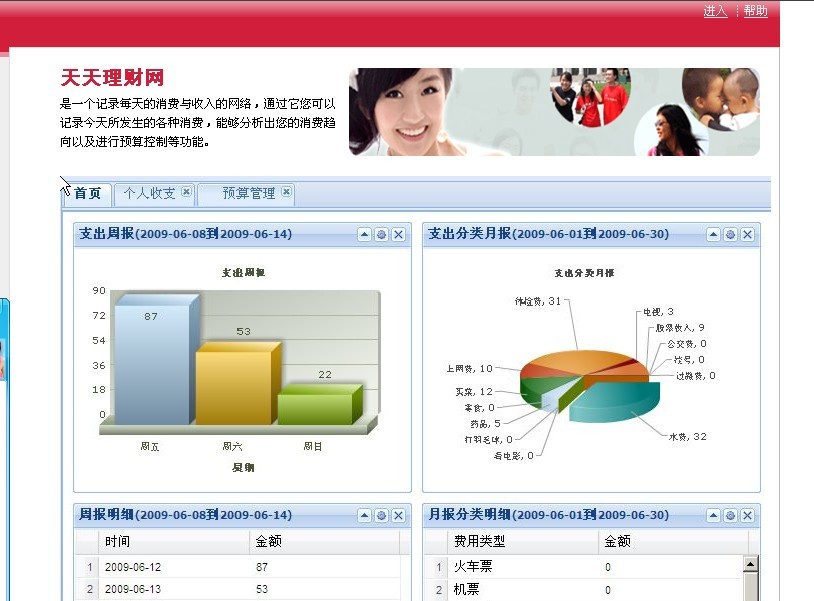 进入 帮助
天天理财网
是一个记录每天的消费与收入的网络，通过它您可以
记录今天所发生的各种消费，能够分析出您的消费趋
向以及进行预算控制等功能。
首页 个人收支 预算管理
支出周报(2009-06-08到2009-06-14)
支出周报
90
72
54
36
18
0
87
53
22
周五 周六 周日
星期
支出分类月报(2009-06-01到2009-06-30)
支出分类月报
体检费, 31
电视, 3
股票收入, 9
公交费, 0
挂号, 0
过路费, 0
上网费, 10
买菜, 12
零食, 0
药品, 5
打羽毛球, 0
看电影, 0
水费, 32
周报明细(2009-06-08到2009-06-14)
时间 金额
1 2009-06-12 87
2 2009-06-13 53
月报分类明细(2009-06-01到2009-06-30)
费用类型 金额
1 火车票 0
2 机票 0